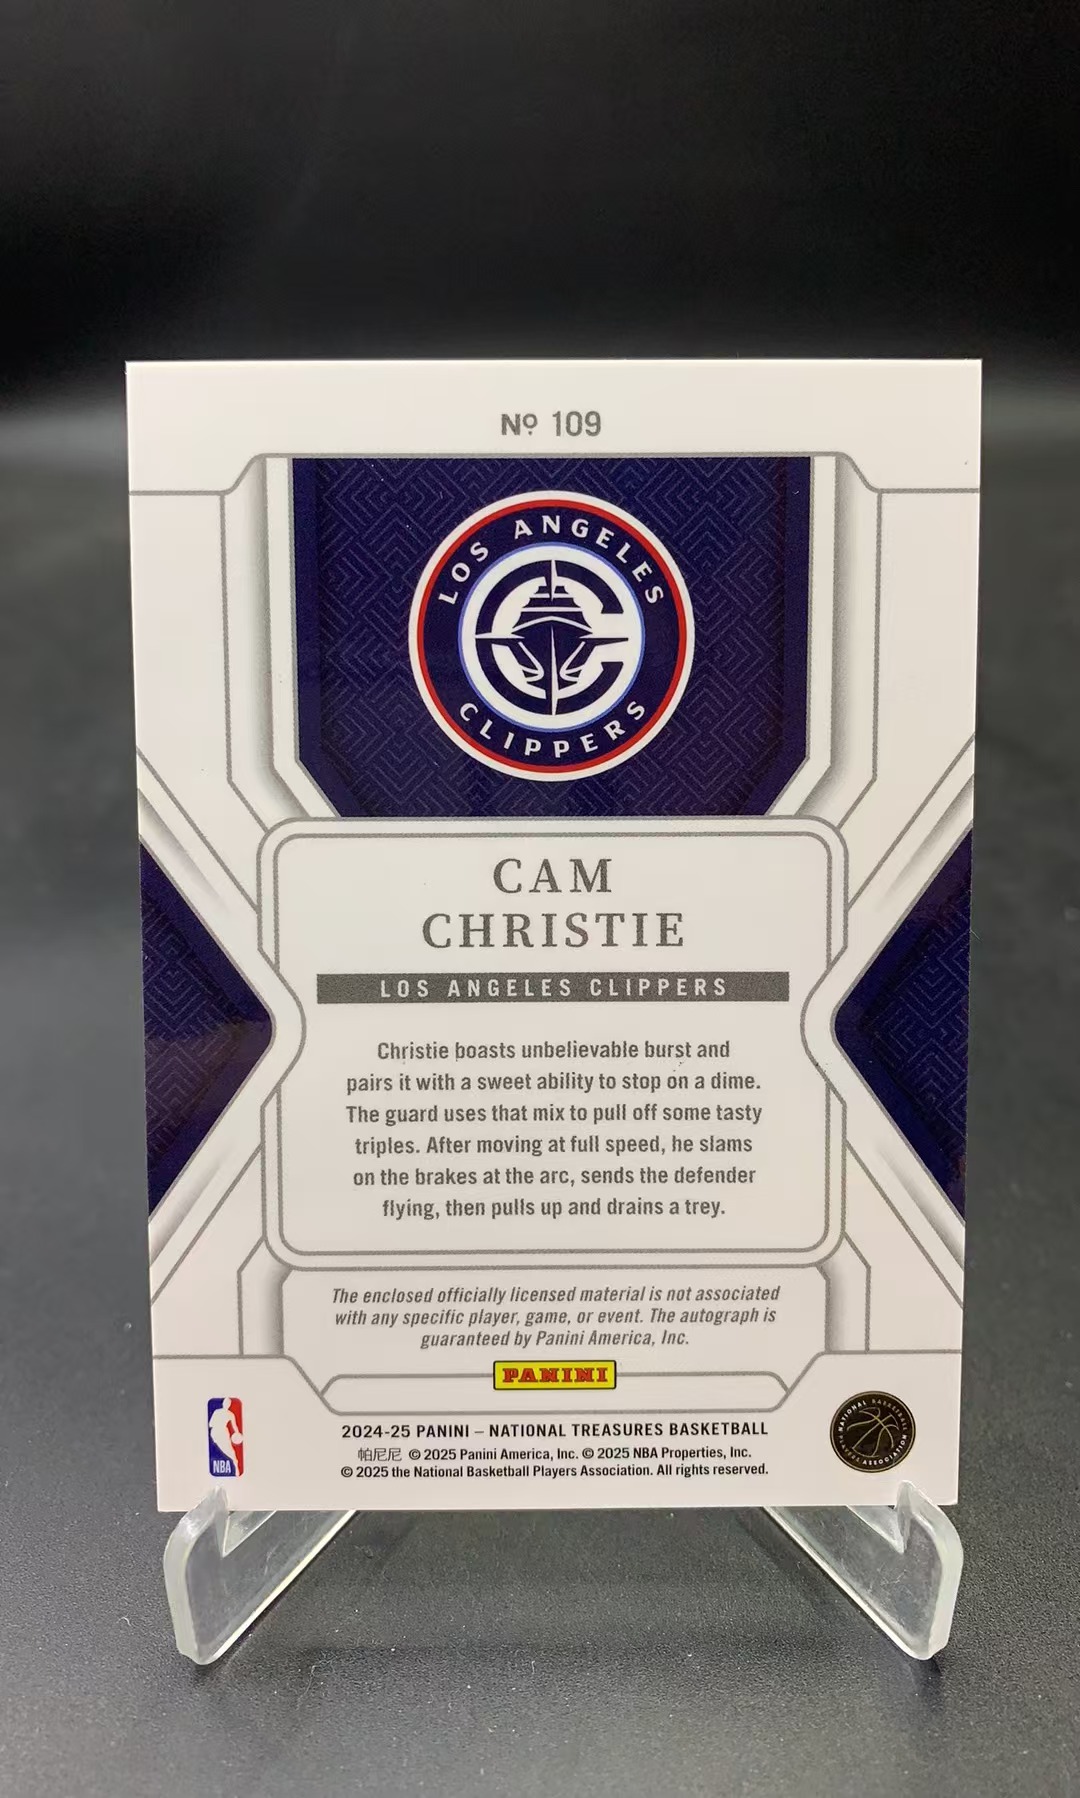 Nº 109
LOS ANGELES
CLIPPERS
CAM
CHRISTIE
LOS ANGELES CLIPPERS
Christie boasts unbelievable burst and
pairs it with a sweet ability to stop on a dime.
The guard uses that mix to pull off some tasty
triples. After moving at full speed, he slams
on the brakes at the arc, sends the defender
flying, then pulls up and drains a trey.
The enclosed officially licensed material is not associated
with any specific player, game, or event. The autograph is
guaranteed by Panini America, Inc.
PANINI
2024-25 PANINI – NATIONAL TREASURES BASKETBALL
帕尼尼 © 2025 Panini America, Inc. © 2025 NBA Properties, Inc.
© 2025 the National Basketball Players Association. All rights reserved.
NBA
NATIONAL BASKETBALL
PLAYERS ASSOCIATION